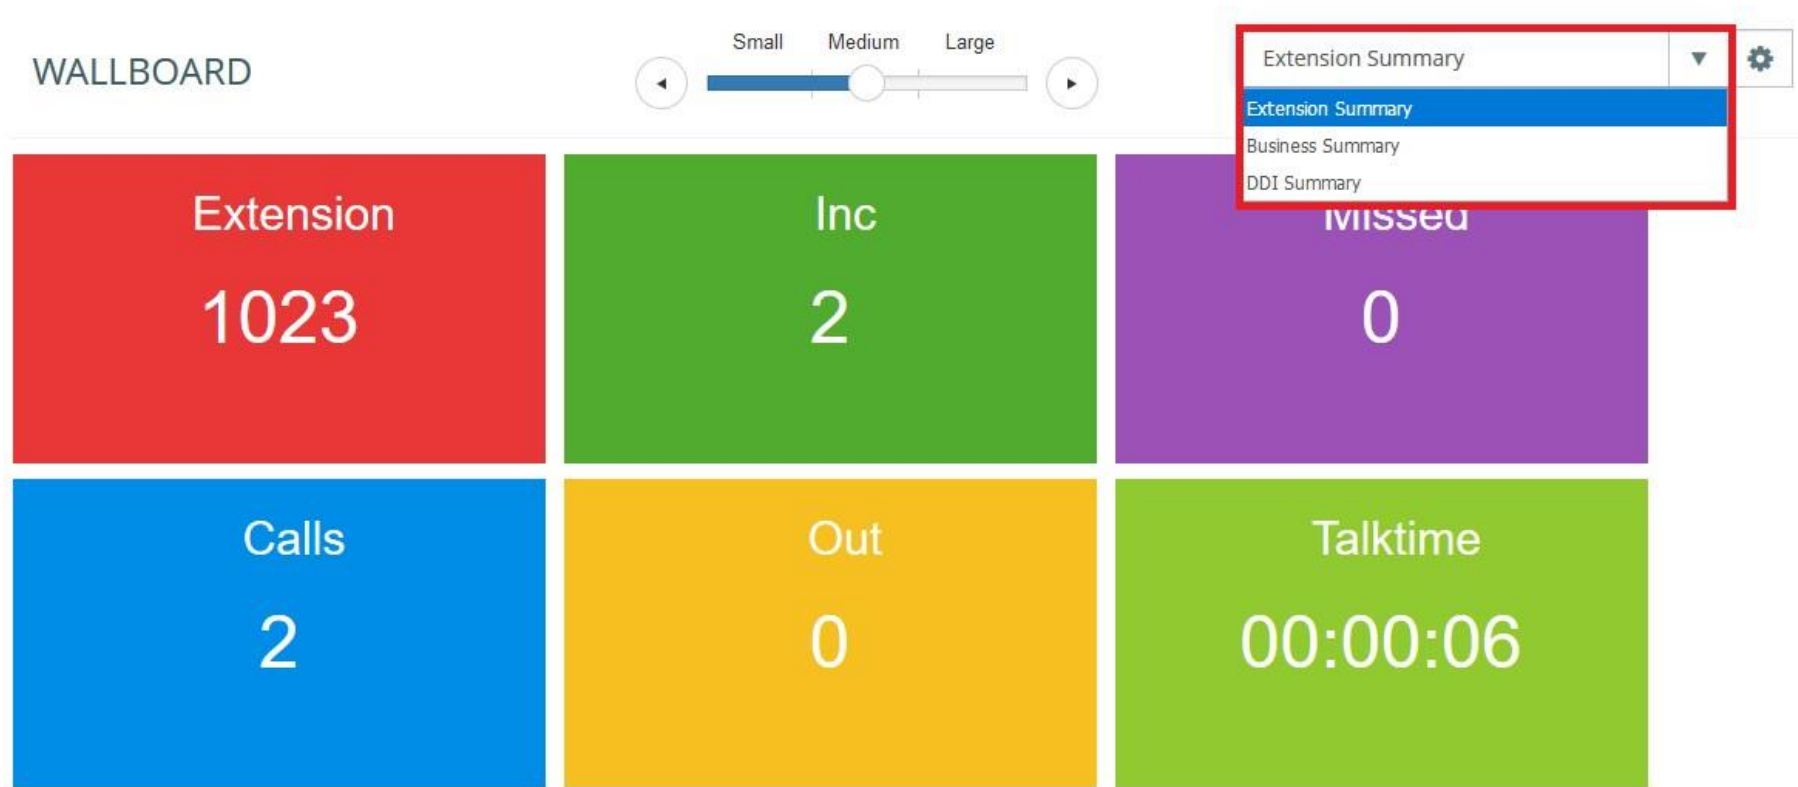 WALLBOARD
Small Medium Large
Extension Summary
Extension Summary
Business Summary
DDI Summary
Extension
1023
Inc
2
Missed
0
Calls
2
Out
0
Talktime
00:00:06